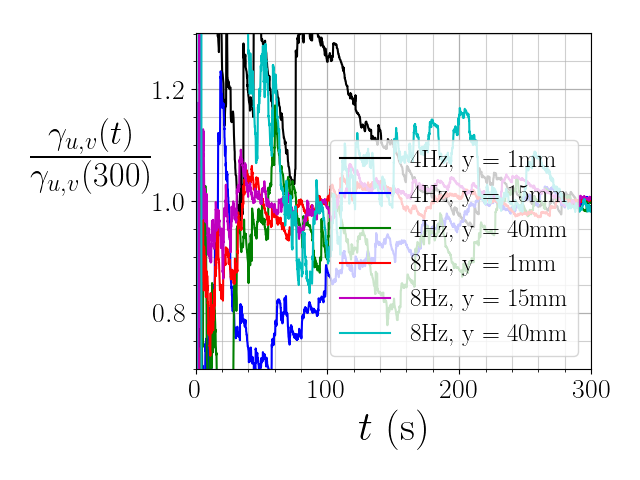 γu,v(t)
γu,v(300)
1.2
1.0
0.8
4Hz, y = 1mm
4Hz, y = 15mm
4Hz, y = 40mm
8Hz, y = 1mm
8Hz, y = 15mm
8Hz, y = 40mm
0 100 200 300
t (s)